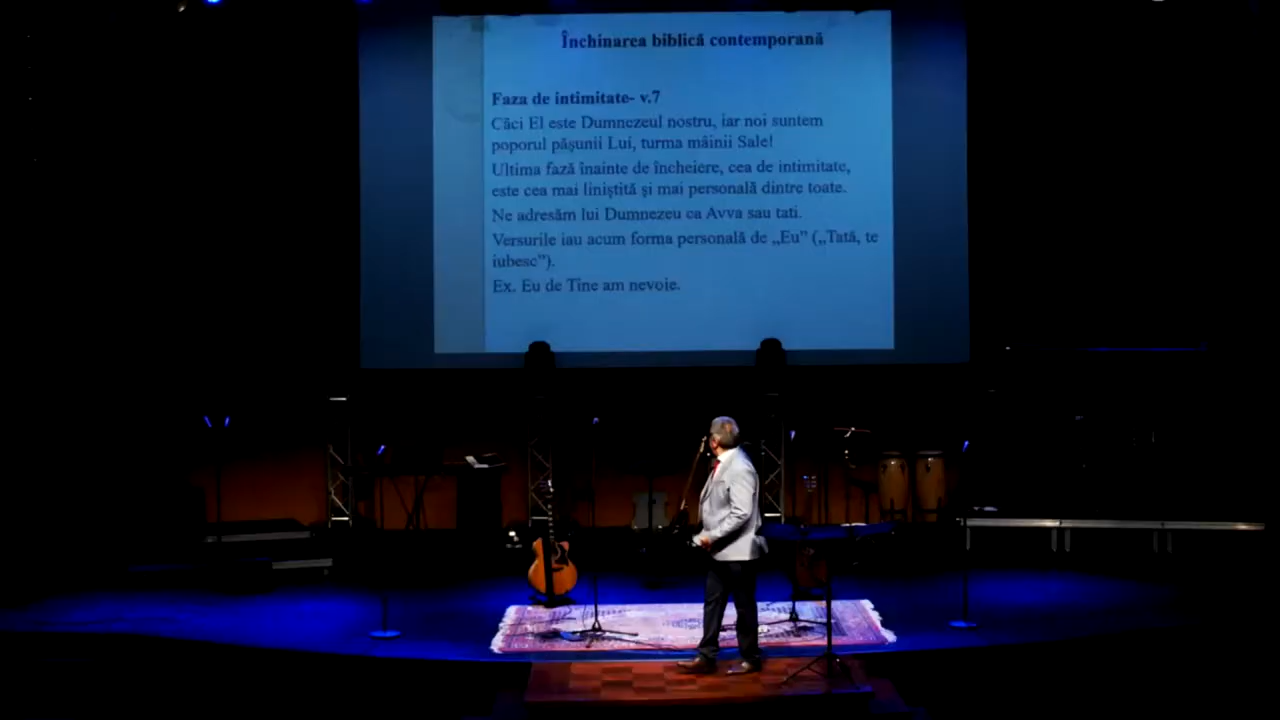 Închinarea biblică contemporană
Faza de intimitate- v.7
Căci El este Dumnezeul nostru, iar noi suntem
poporul pășunii Lui, turma mâinii Sale!
Ultima fază înainte de încheiere, cea de intimitate,
este cea mai liniștită și mai personală dintre toate.
Ne adresăm lui Dumnezeu ca Avva sau tati.
Versurile iau acum forma personală de „Eu” („Tată, te
iubesc”).
Ex. Eu de Tine am nevoie.